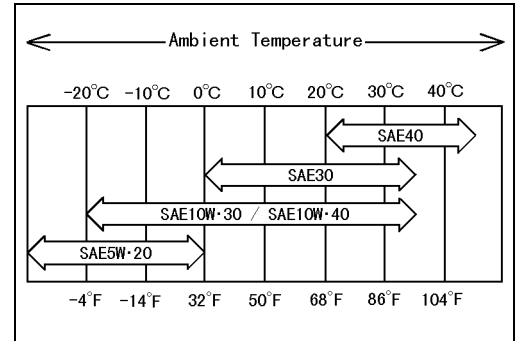 Ambient Temperature
-20°C -10°C 0°C 10°C 20°C 30°C 40°C
SAE40
SAE30
SAE10W·30 / SAE10W·40
SAE5W·20
-4°F -14°F 32°F 50°F 68°F 86°F 104°F